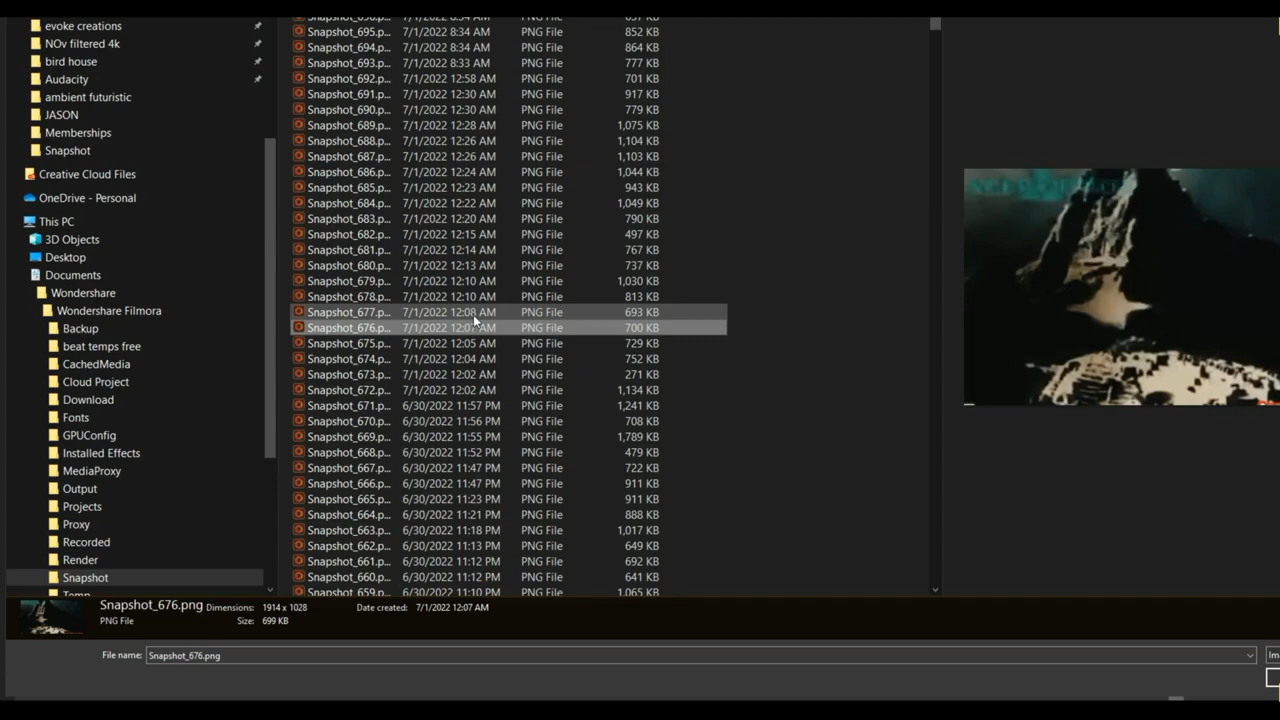 evoke creations
NOv filtered 4k
bird house
Audacity
ambient futuristic
JASON
Memberships
Snapshot
Creative Cloud Files
OneDrive - Personal
This PC
3D Objects
Desktop
Documents
Wondershare
Wondershare Filmora
Backup
beat temps free
CachedMedia
Cloud Project
Download
Fonts
GPUConfig
Installed Effects
MediaProxy
Output
Projects
Proxy
Recorded
Render
Snapshot
Snapshot_695.p... 7/1/2022 8:34 AM PNG File 852 KB
Snapshot_694.p... 7/1/2022 8:34 AM PNG File 864 KB
Snapshot_693.p... 7/1/2022 8:33 AM PNG File 777 KB
Snapshot_692.p... 7/1/2022 12:58 AM PNG File 701 KB
Snapshot_691.p... 7/1/2022 12:30 AM PNG File 917 KB
Snapshot_690.p... 7/1/2022 12:30 AM PNG File 779 KB
Snapshot_689.p... 7/1/2022 12:28 AM PNG File 1,075 KB
Snapshot_688.p... 7/1/2022 12:26 AM PNG File 1,104 KB
Snapshot_687.p... 7/1/2022 12:26 AM PNG File 1,103 KB
Snapshot_686.p... 7/1/2022 12:24 AM PNG File 1,044 KB
Snapshot_685.p... 7/1/2022 12:23 AM PNG File 943 KB
Snapshot_684.p... 7/1/2022 12:22 AM PNG File 1,049 KB
Snapshot_683.p... 7/1/2022 12:20 AM PNG File 790 KB
Snapshot_682.p... 7/1/2022 12:15 AM PNG File 497 KB
Snapshot_681.p... 7/1/2022 12:14 AM PNG File 767 KB
Snapshot_680.p... 7/1/2022 12:13 AM PNG File 737 KB
Snapshot_679.p... 7/1/2022 12:10 AM PNG File 1,030 KB
Snapshot_678.p... 7/1/2022 12:10 AM PNG File 813 KB
Snapshot_677.p... 7/1/2022 12:08 AM PNG File 693 KB
Snapshot_676.p... 7/1/2022 12:07 AM PNG File 700 KB
Snapshot_675.p... 7/1/2022 12:05 AM PNG File 729 KB
Snapshot_674.p... 7/1/2022 12:04 AM PNG File 752 KB
Snapshot_673.p... 7/1/2022 12:02 AM PNG File 271 KB
Snapshot_672.p... 7/1/2022 12:02 AM PNG File 1,134 KB
Snapshot_671.p... 6/30/2022 11:57 PM PNG File 1,241 KB
Snapshot_670.p... 6/30/2022 11:56 PM PNG File 708 KB
Snapshot_669.p... 6/30/2022 11:55 PM PNG File 1,789 KB
Snapshot_668.p... 6/30/2022 11:52 PM PNG File 479 KB
Snapshot_667.p... 6/30/2022 11:47 PM PNG File 722 KB
Snapshot_666.p... 6/30/2022 11:47 PM PNG File 911 KB
Snapshot_665.p... 6/30/2022 11:23 PM PNG File 911 KB
Snapshot_664.p... 6/30/2022 11:21 PM PNG File 888 KB
Snapshot_663.p... 6/30/2022 11:18 PM PNG File 1,017 KB
Snapshot_662.p... 6/30/2022 11:13 PM PNG File 649 KB
Snapshot_661.p... 6/30/2022 11:12 PM PNG File 692 KB
Snapshot_660.p... 6/30/2022 11:12 PM PNG File 641 KB
Snapshot_659.p... 6/30/2022 11:10 PM PNG File 1,065 KB
Snapshot_676.png Dimensions: 1914 x 1028 Date created: 7/1/2022 12:07 AM
PNG File Size: 699 KB
File name: Snapshot_676.png